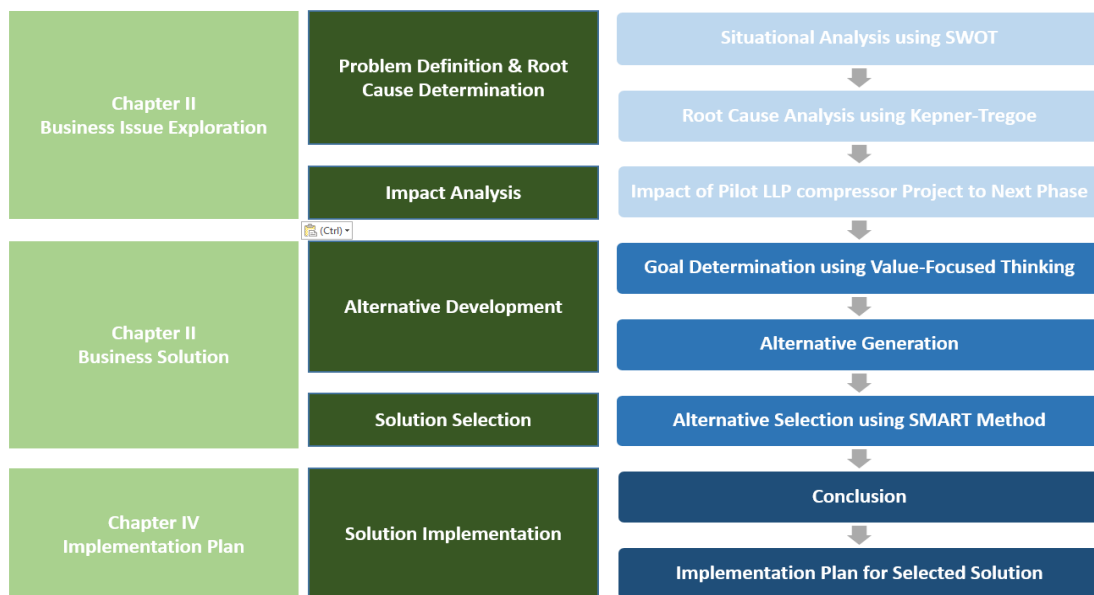 Chapter II
Business Issue Exploration
Problem Definition & Root
Cause Determination
Impact Analysis
Situational Analysis using SWOT
Root Cause Analysis using Kepner-Tregoe
Impact of Pilot LLP compressor Project to Next Phase
(Ctrl)
Chapter II
Business Solution
Alternative Development
Solution Selection
Goal Determination using Value-Focused Thinking
Alternative Generation
Alternative Selection using SMART Method
Chapter IV
Implementation Plan
Solution Implementation
Conclusion
Implementation Plan for Selected Solution